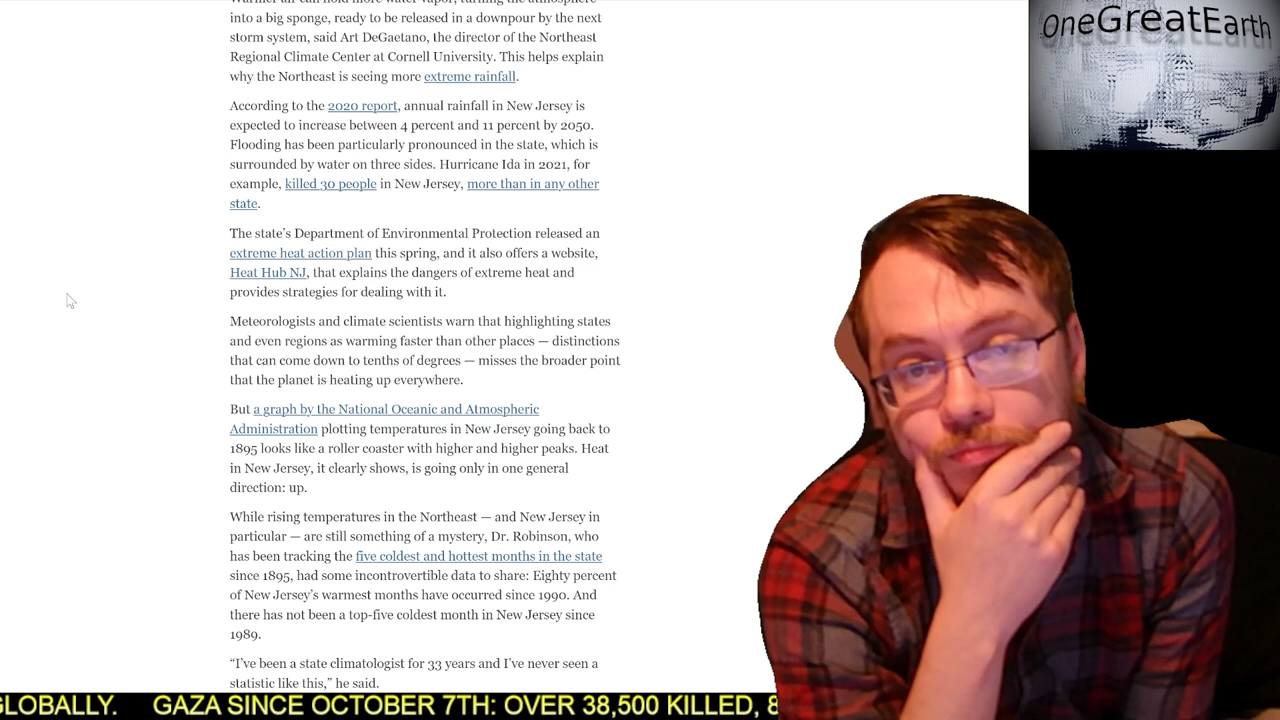 Warmer air can hold more water vapor, turning the atmosphere
into a big sponge, ready to be released in a downpour by the next
storm system, said Art DeGaetano, the director of the Northeast
Regional Climate Center at Cornell University. This helps explain
why the Northeast is seeing more extreme rainfall.
According to the 2020 report, annual rainfall in New Jersey is
expected to increase between 4 percent and 11 percent by 2050.
Flooding has been particularly pronounced in the state, which is
surrounded by water on three sides. Hurricane Ida in 2021, for
example, killed 30 people in New Jersey, more than in any other
state.
The state’s Department of Environmental Protection released an
extreme heat action plan this spring, and it also offers a website,
Heat Hub NJ, that explains the dangers of extreme heat and
provides strategies for dealing with it.
Meteorologists and climate scientists warn that highlighting states
and even regions as warming faster than other places — distinctions
that can come down to tenths of degrees — misses the broader point
that the planet is heating up everywhere.
But a graph by the National Oceanic and Atmospheric
Administration plotting temperatures in New Jersey going back to
1895 looks like a roller coaster with higher and higher peaks. Heat
in New Jersey, it clearly shows, is going only in one general
direction: up.
While rising temperatures in the Northeast — and New Jersey in
particular — are still something of a mystery, Dr. Robinson, who
has been tracking the five coldest and hottest months in the state
since 1895, had some incontrovertible data to share: Eighty percent
of New Jersey’s warmest months have occurred since 1990. And
there has not been a top-five coldest month in New Jersey since
1989.
“I’ve been a state climatologist for 33 years and I’ve never seen a
statistic like this,” he said.
OneGreatEarth
GLOBALLY. GAZA SINCE OCTOBER 7TH: OVER 38,500 KILLED, 8